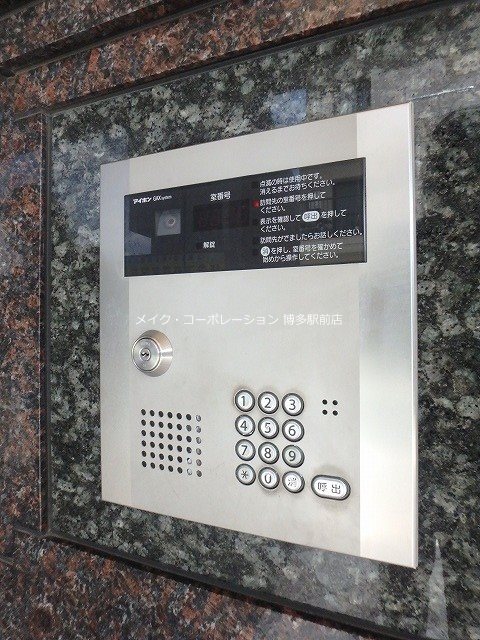 アイホン GAX system
室番号
解錠
点滅の時は使用中です。
消えるまでお待ちください。
訪問先の室番号を押して
ください。
表示を確認して 呼出 を押して
ください。
訪問先がでましたらお話しください。
を押し、室番号を確かめて
始めから操作してください。
メイク・コーポレーション 博多駅前店
1 2 3
4 5 6
7 8 9
* 0
呼出